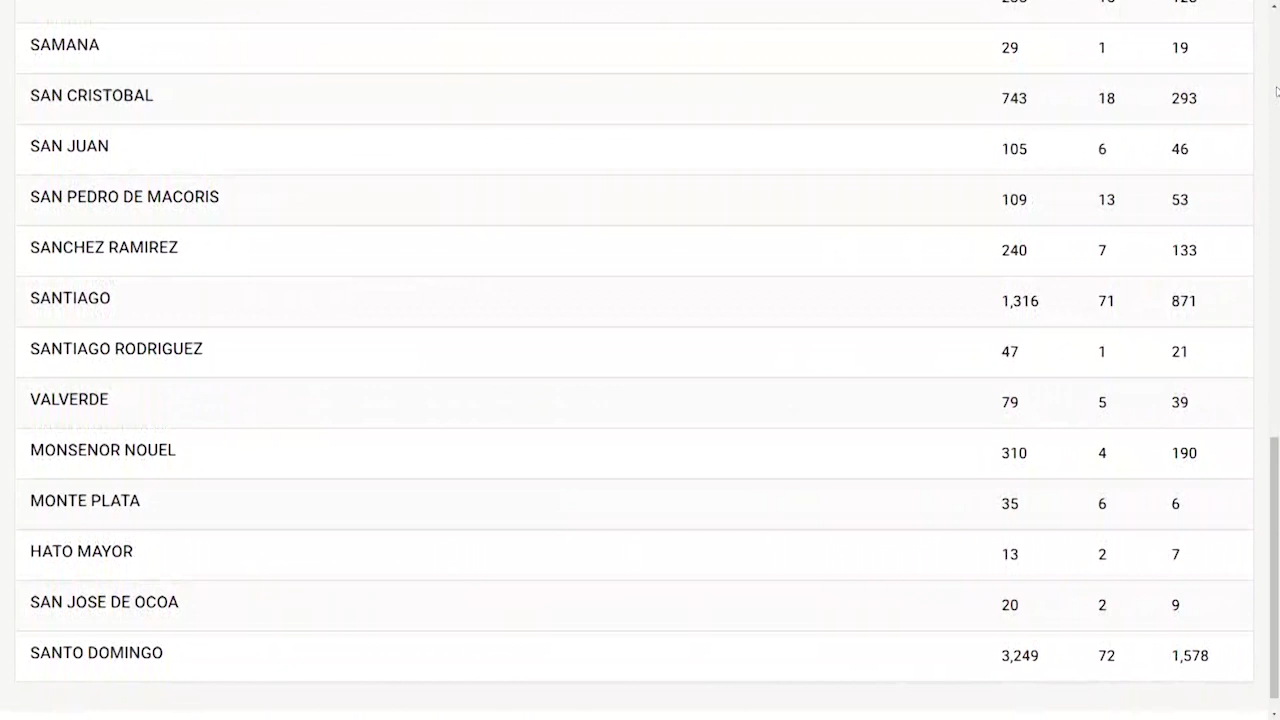 SAMANA 29 1 19
SAN CRISTOBAL 743 18 293
SAN JUAN 105 6 46
SAN PEDRO DE MACORIS 109 13 53
SANCHEZ RAMIREZ 240 7 133
SANTIAGO 1,316 71 871
SANTIAGO RODRIGUEZ 47 1 21
VALVERDE 79 5 39
MONSENOR NOUEL 310 4 190
MONTE PLATA 35 6 6
HATO MAYOR 13 2 7
SAN JOSE DE OCOA 20 2 9
SANTO DOMINGO 3,249 72 1,578